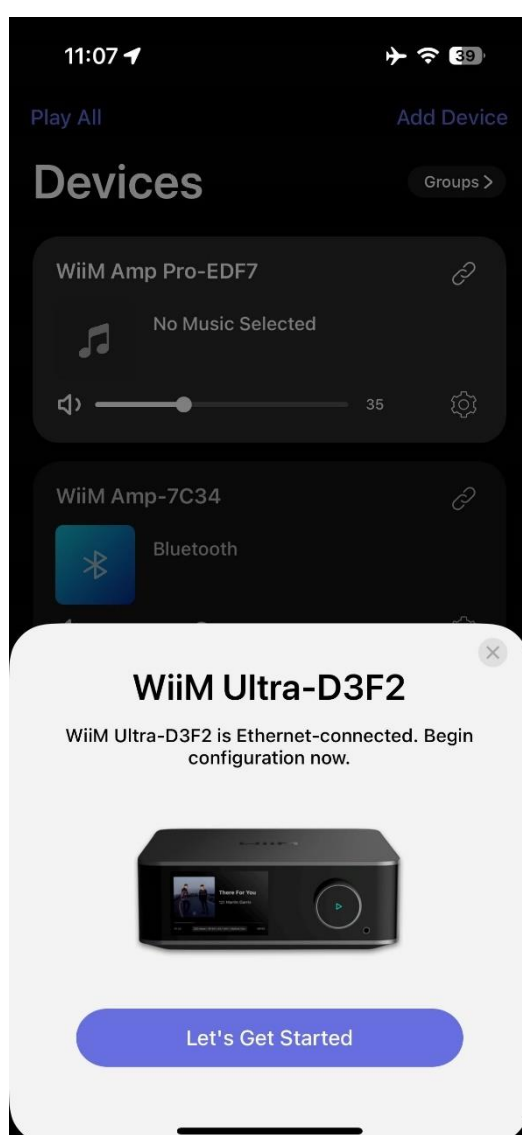 11:07
39
Play All
Add Device
Devices
Groups >
WiiM Amp Pro-EDF7
No Music Selected
35
WiiM Amp-7C34
Bluetooth
WiiM Ultra-D3F2
WiiM Ultra-D3F2 is Ethernet-connected. Begin
configuration now.
There For You
Let's Get Started